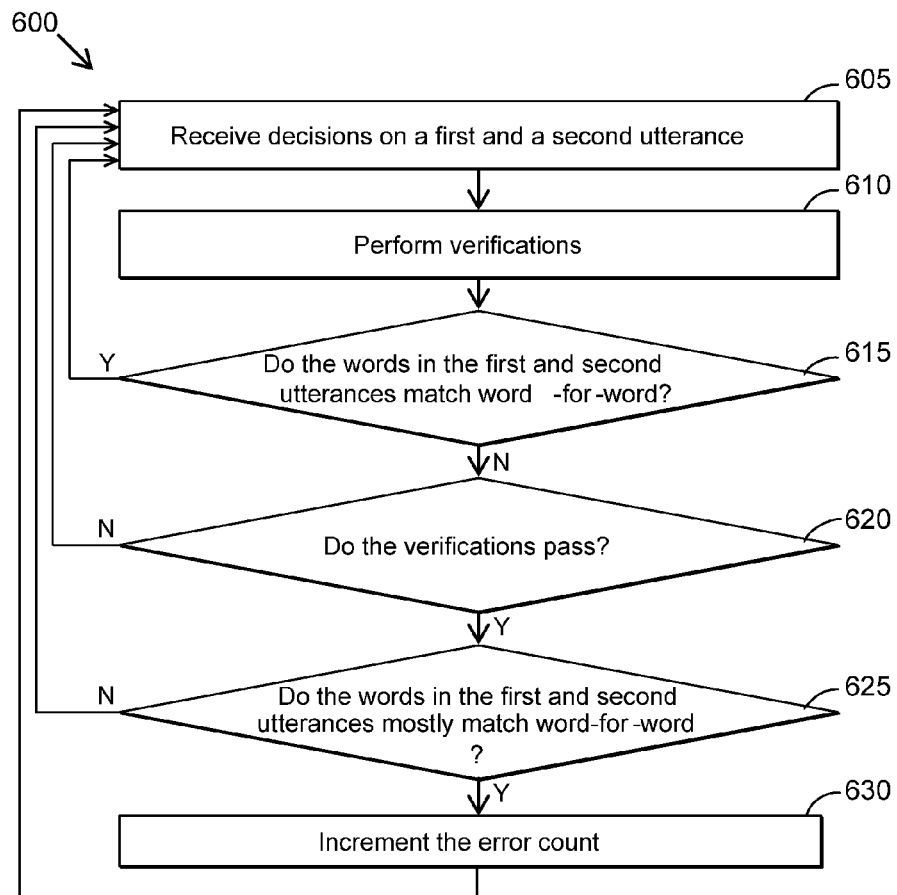 600
605
Receive decisions on a first and a second utterance
610
Perform verifications
615
Y
Do the words in the first and second
utterances match word -for-word?
N
620
N
Do the verifications pass?
Y
625
N
Do the words in the first and second
utterances mostly match word-for-word
?
Y
630
Increment the error count